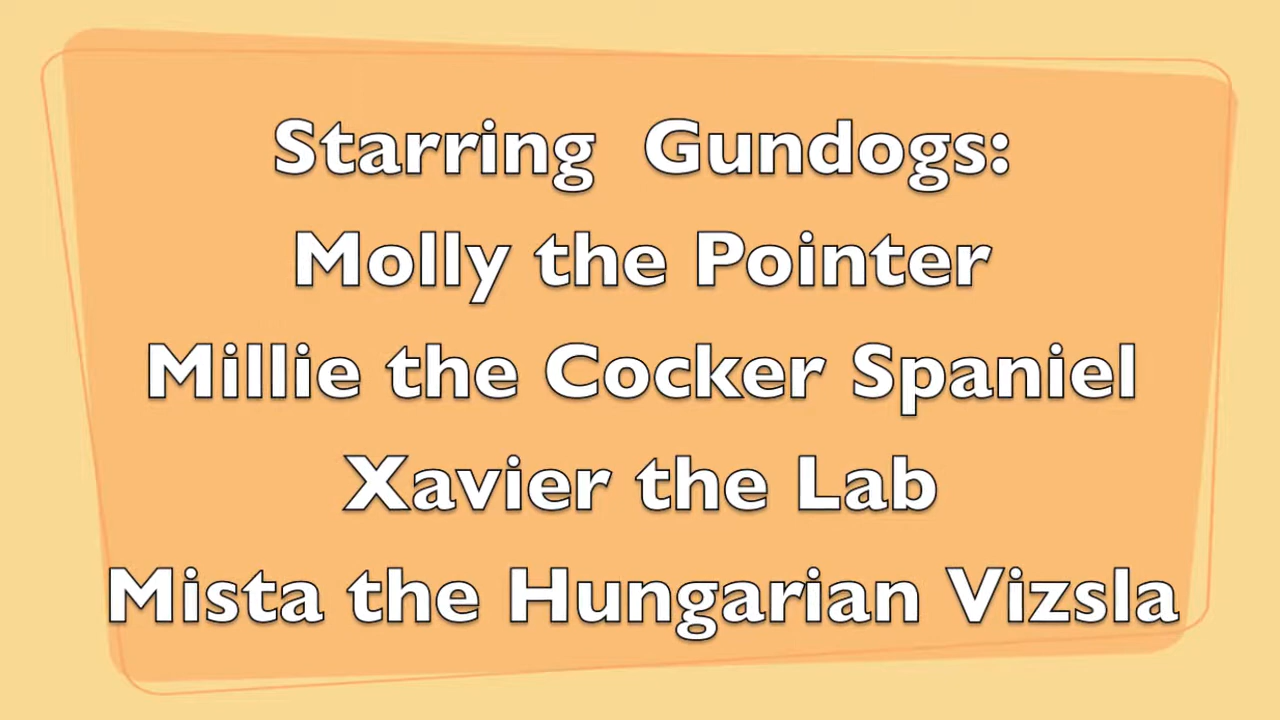 Starring Gundogs:
Molly the Pointer
Millie the Cocker Spaniel
Xavier the Lab
Mista the Hungarian Vizsla